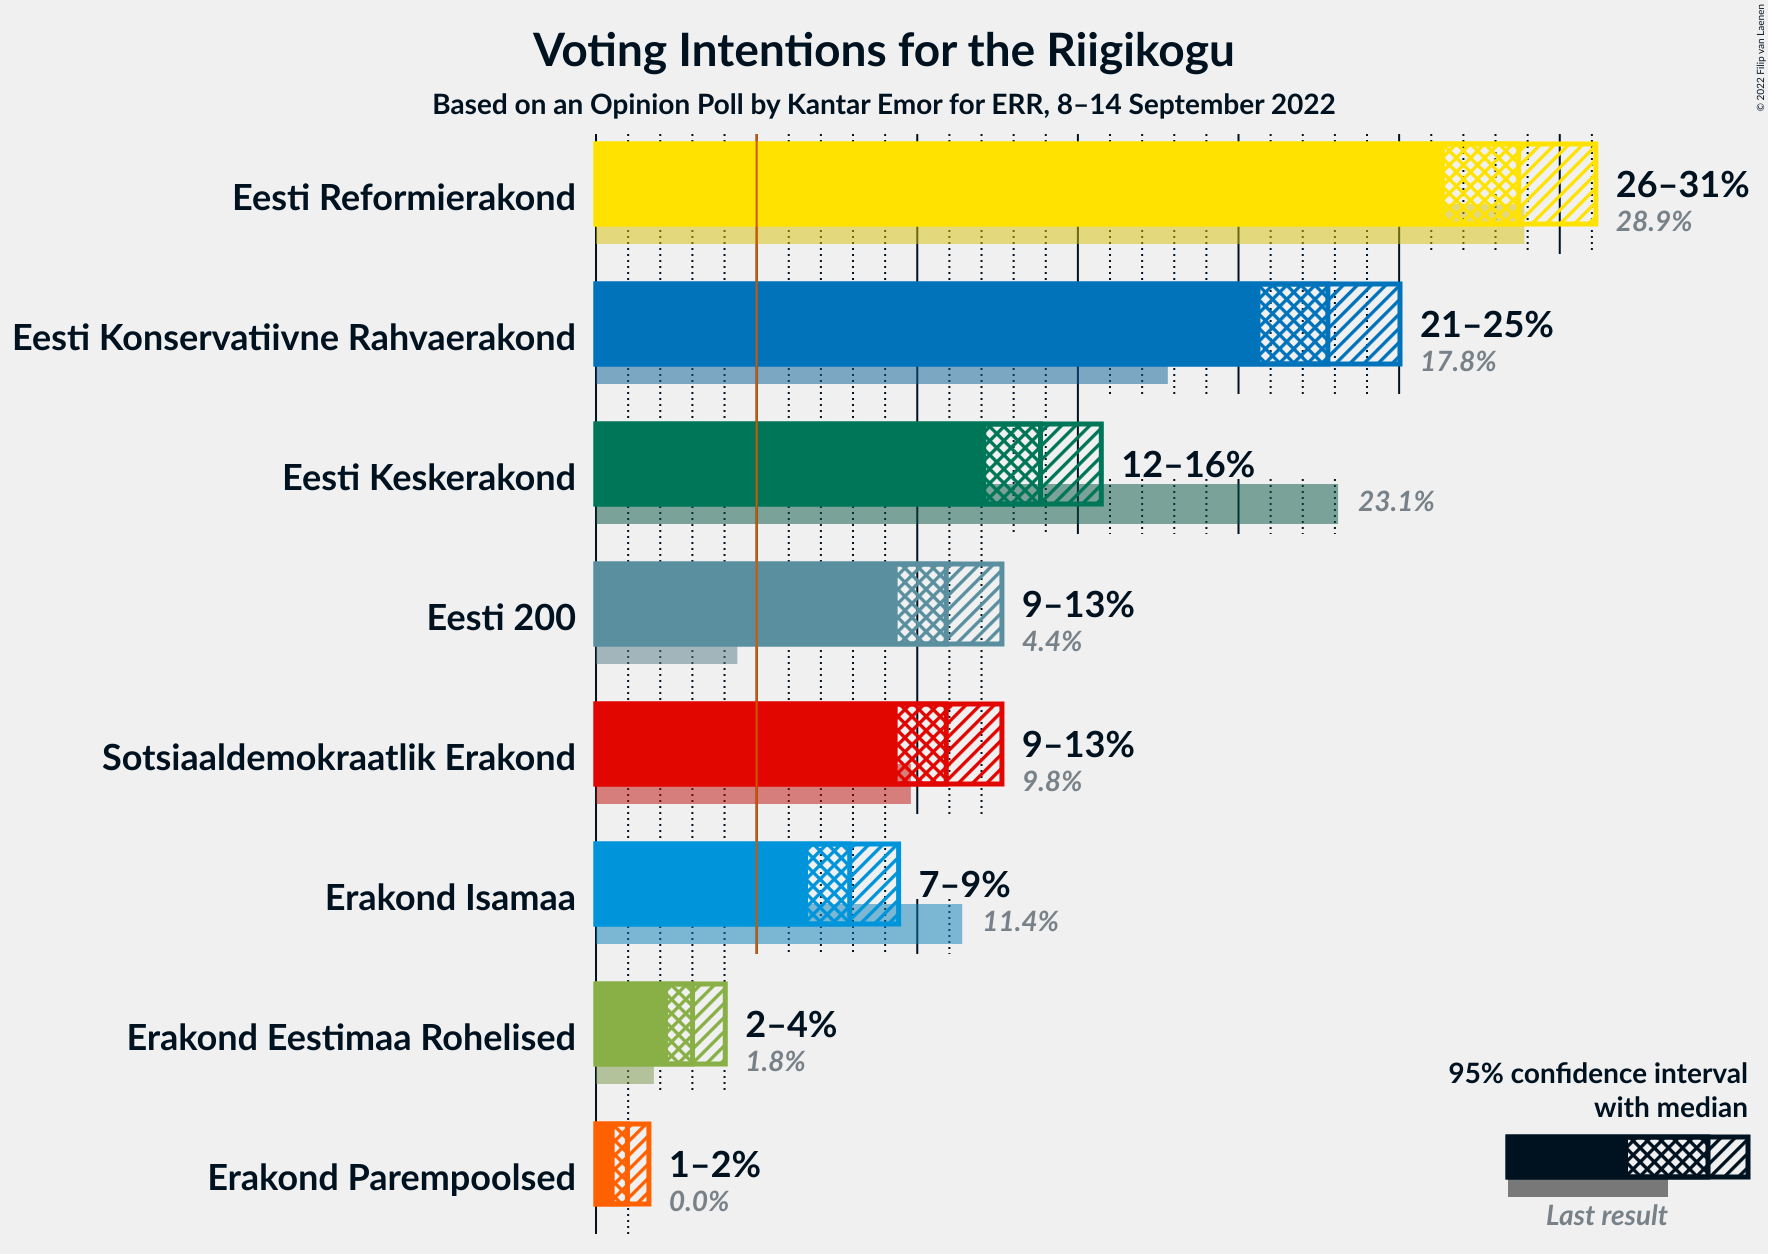 Voting Intentions for the Riigikogu
Based on an Opinion Poll by Kantar Emor for ERR, 8–14 September 2022
© 2022 Filip van Laenen
Eesti Reformierakond
26–31%
28.9%
Eesti Konservatiivne Rahvaerakond
21–25%
17.8%
Eesti Keskerakond
12–16%
23.1%
Eesti 200
9–13%
4.4%
Sotsiaaldemokraatlik Erakond
9–13%
9.8%
Erakond Isamaa
7–9%
11.4%
Erakond Eestimaa Rohelised
2–4%
1.8%
Erakond Parempoolsed
1–2%
0.0%
95% confidence interval
with median
Last result